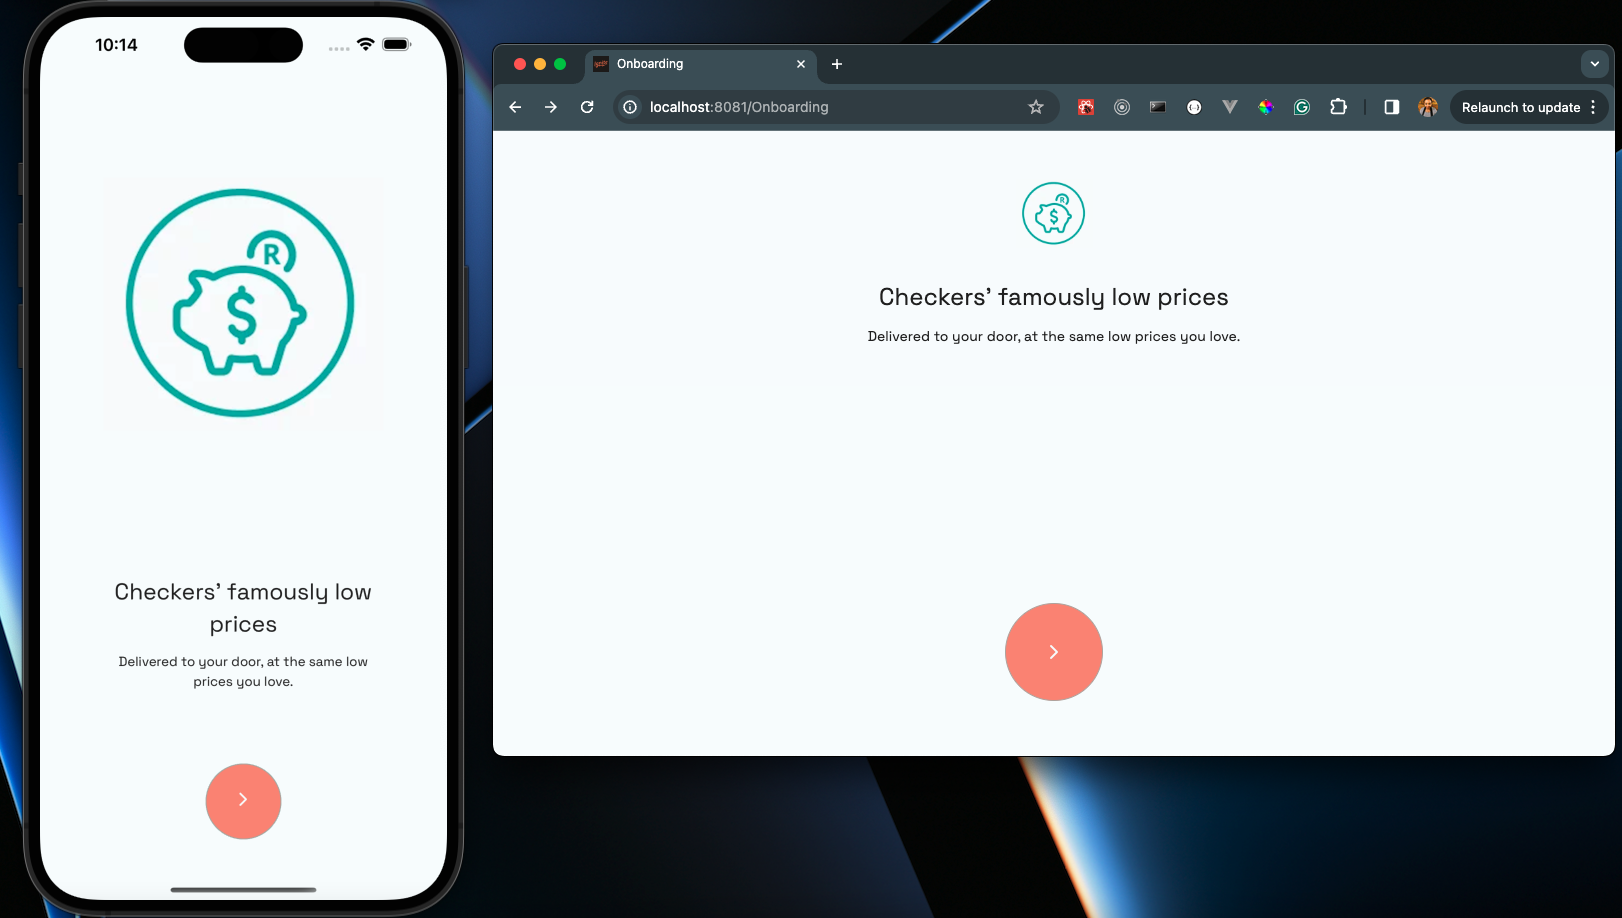 10:14
R
$
Checkers’ famously low
prices
Delivered to your door, at the same low
prices you love.
Onboarding
localhost:8081/Onboarding
Relaunch to update
R
$
Checkers’ famously low prices
Delivered to your door, at the same low prices you love.